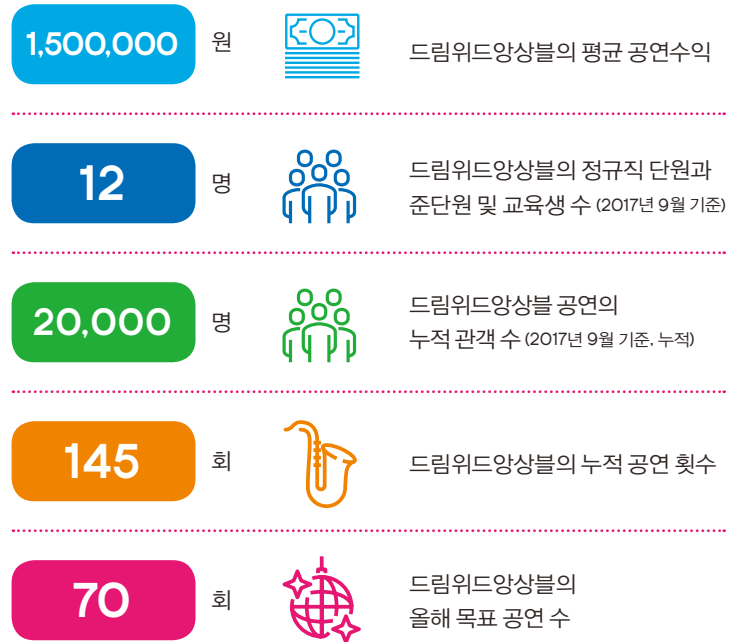 1,500,000 원 드림위드앙상블의 평균 공연수익
12 명 드림위드앙상블의 정규직 단원과
준단원 및 교육생 수 (2017년 9월 기준)
20,000 명 드림위드앙상블 공연의
누적 관객 수 (2017년 9월 기준, 누적)
145 회 드림위드앙상블의 누적 공연 횟수
70 회 드림위드앙상블의
올해 목표 공연 수